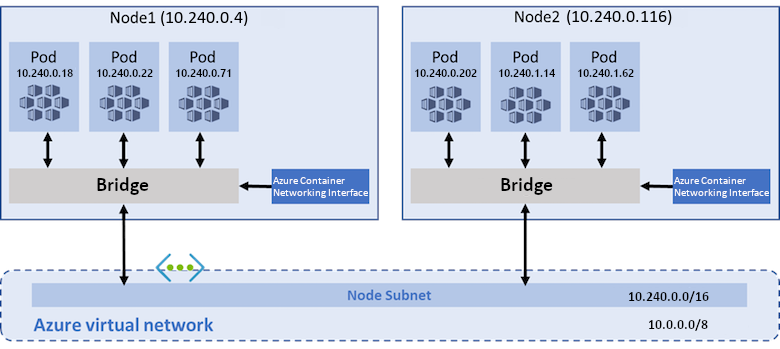 Node1 (10.240.0.4)
Pod
10.240.0.18
Pod
10.240.0.22
Pod
10.240.0.71
Bridge
Azure Container
Networking Interface
Node2 (10.240.0.116)
Pod
10.240.0.202
Pod
10.240.1.14
Pod
10.240.1.62
Bridge
Azure Container
Networking Interface
Node Subnet
10.240.0.0/16
Azure virtual network
10.0.0.0/8